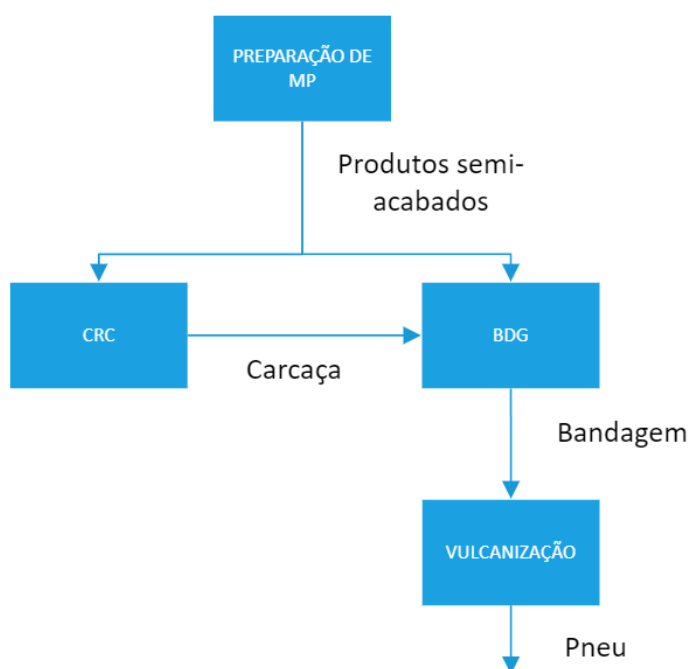 PREPARAÇÃO DE
MP
Produtos semi-
acabados
CRC
BDG
Carcaça
Bandagem
VULCANIZAÇÃO
Pneu